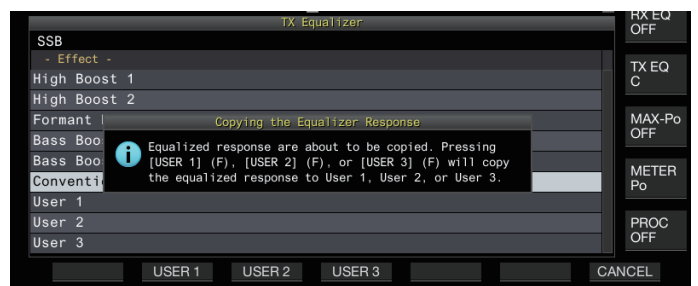 TX Equalizer
RX EQ
OFF
SSB
- Effect -
TX EQ
C
High Boost 1
High Boost 2
Formant
MAX-Po
OFF
Copying the Equalizer Response
Bass Boo
Equalized response are about to be copied. Pressing
[USER 1] (F), [USER 2] (F), or [USER 3] (F) will copy
the equalized response to User 1, User 2, or User 3.
Bass Boo
METER
Po
Conventi
User 1
User 2
PROC
OFF
User 3
USER 1
USER 2
USER 3
CANCEL